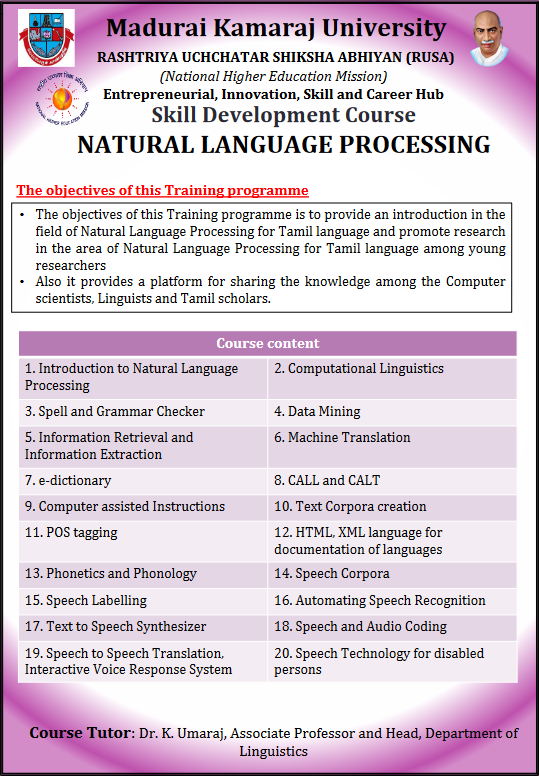 Madurai Kamaraj University
RASHTRIYA UCHCHATAR SHIKSHA ABHIYAN (RUSA)
(National Higher Education Mission)
Entrepreneurial, Innovation, Skill and Career Hub
Skill Development Course
NATURAL LANGUAGE PROCESSING
The objectives of this Training programme
• The objectives of this Training programme is to provide an introduction in the
field of Natural Language Processing for Tamil language and promote research
in the area of Natural Language Processing for Tamil language among young
researchers
• Also it provides a platform for sharing the knowledge among the Computer
scientists, Linguists and Tamil scholars.
Course content
1. Introduction to Natural Language
Processing
2. Computational Linguistics
3. Spell and Grammar Checker
4. Data Mining
5. Information Retrieval and
Information Extraction
6. Machine Translation
7. e-dictionary
8. CALL and CALT
9. Computer assisted Instructions
10. Text Corpora creation
11. POS tagging
12. HTML, XML language for
documentation of languages
13. Phonetics and Phonology
14. Speech Corpora
15. Speech Labelling
16. Automating Speech Recognition
17. Text to Speech Synthesizer
18. Speech and Audio Coding
19. Speech to Speech Translation,
Interactive Voice Response System
20. Speech Technology for disabled
persons
Course Tutor: Dr. K. Umaraj, Associate Professor and Head, Department of
Linguistics